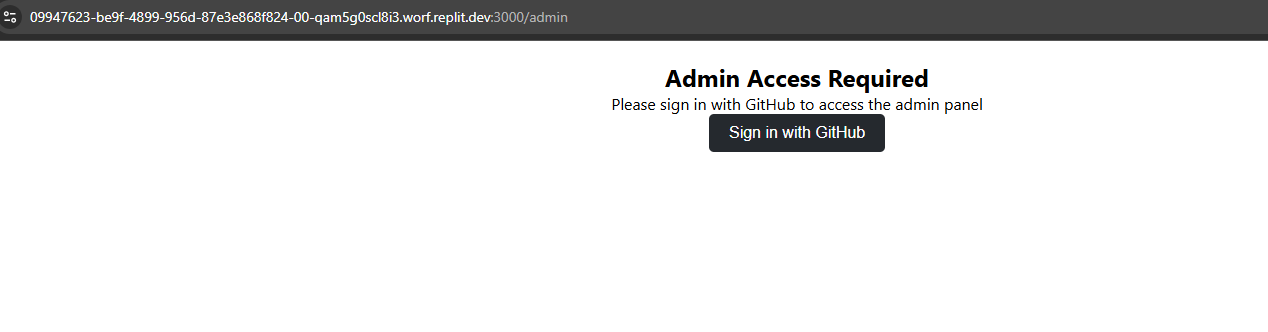 09947623-be9f-4899-956d-87e3e868f824-00-qam5g0scl8i3.worf.replit.dev:3000/admin
Admin Access Required
Please sign in with GitHub to access the admin panel
Sign in with GitHub